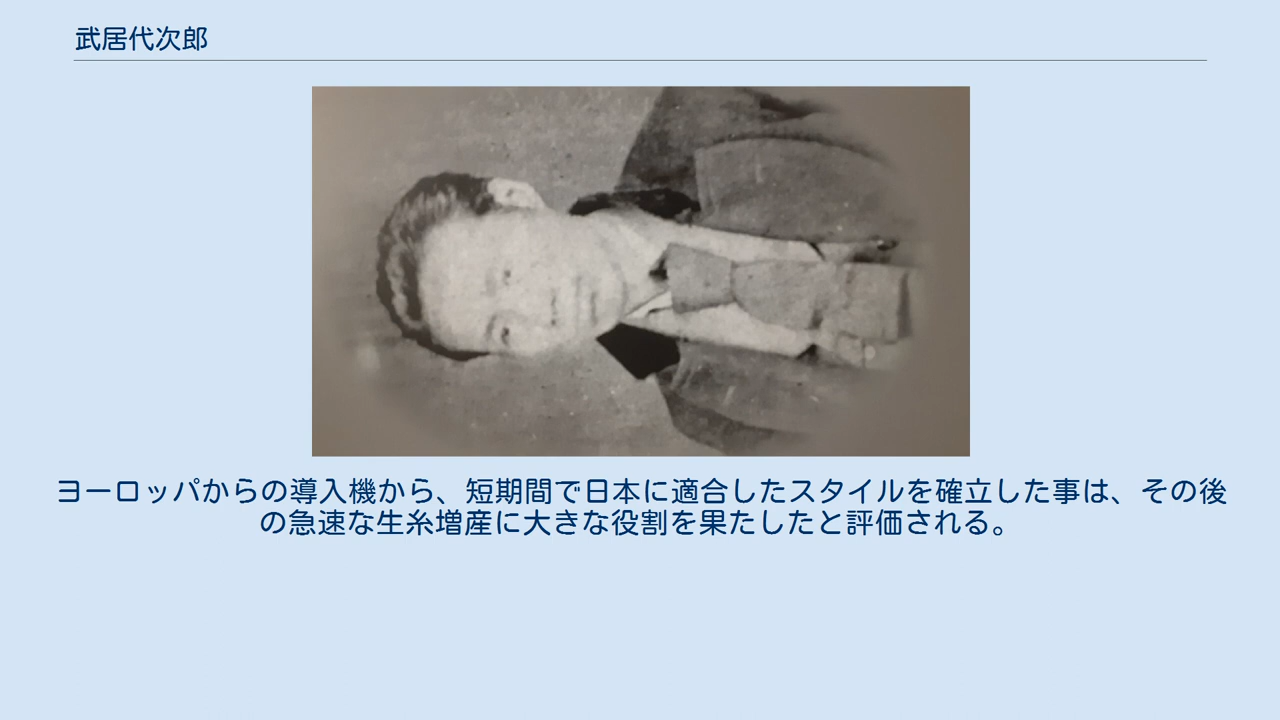 武居代次郎
ヨーロッパからの導入機から、短期間で日本に適合したスタイルを確立した事は、その後
の急速な生糸増産に大きな役割を果たしたと評価される。